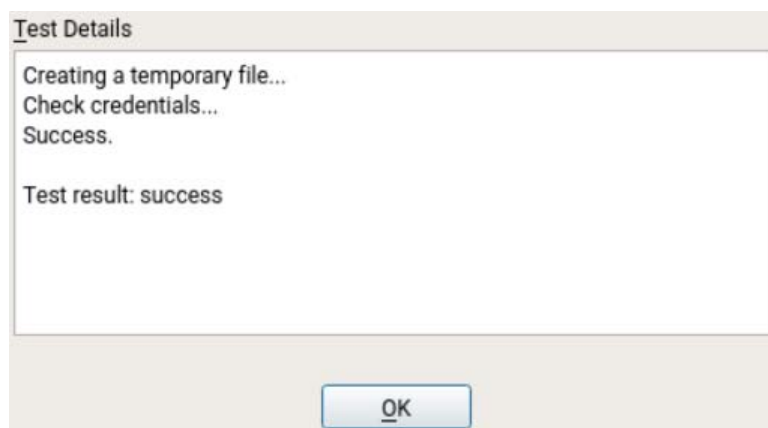 Test Details
Creating a temporary file...
Check credentials...
Success.
Test result: success
OK